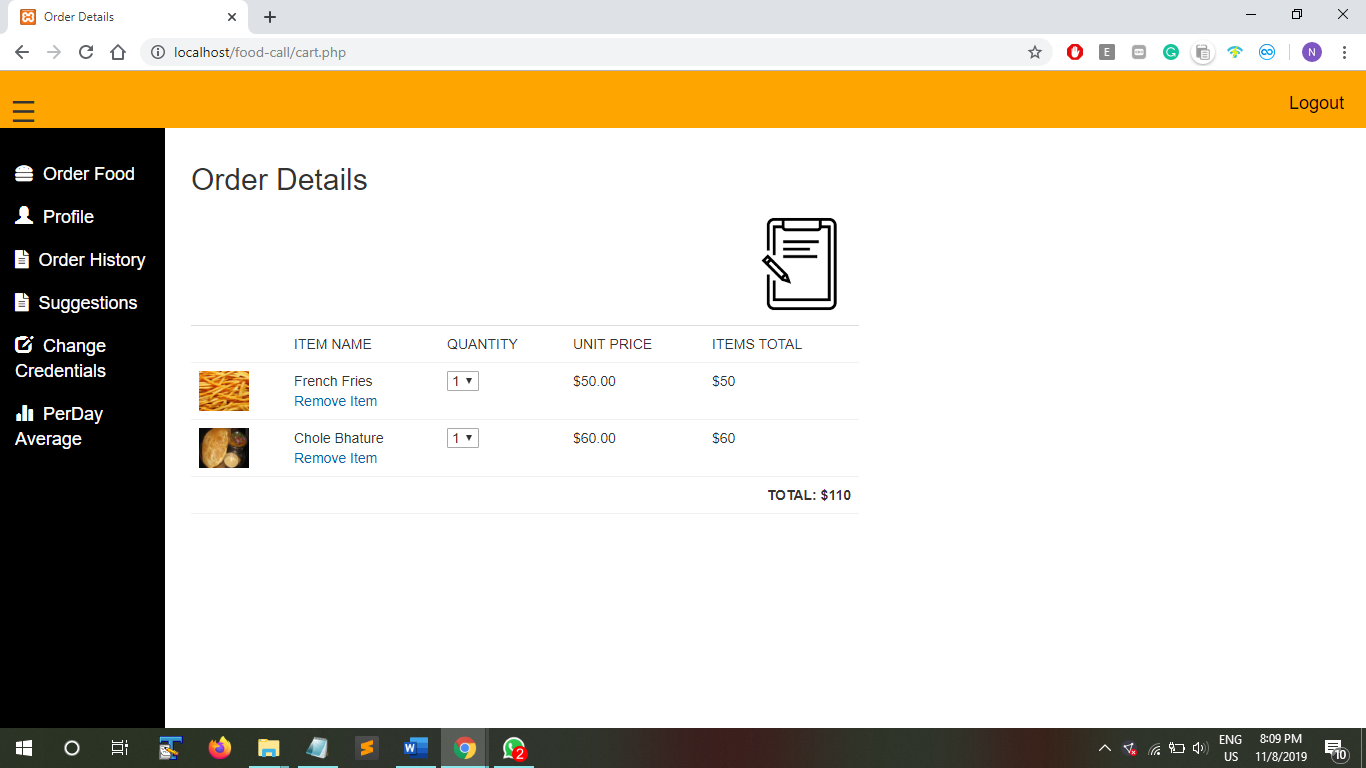 Order Details
localhost/food-call/cart.php
E
N
Logout
Order Food
Profile
Order History
Suggestions
Change
Credentials
PerDay
Average
Order Details
ITEM NAME QUANTITY UNIT PRICE ITEMS TOTAL
French Fries 1 $50.00 $50
Remove Item
Chole Bhature 1 $60.00 $60
Remove Item
TOTAL: $110
W
2
ENG
US
8:09 PM
11/8/2019
10